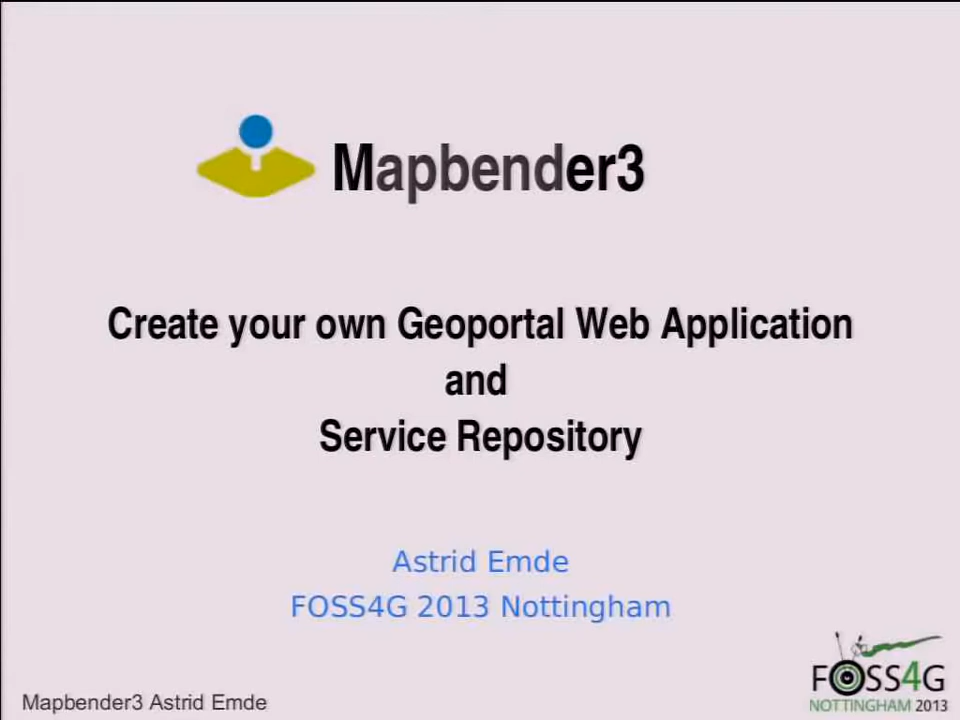 Mapbender3
Create your own Geoportal Web Application
and
Service Repository
Astrid Emde
FOSS4G 2013 Nottingham
Mapbender3 Astrid Emde
FOSS4G
NOTTINGHAM 2013